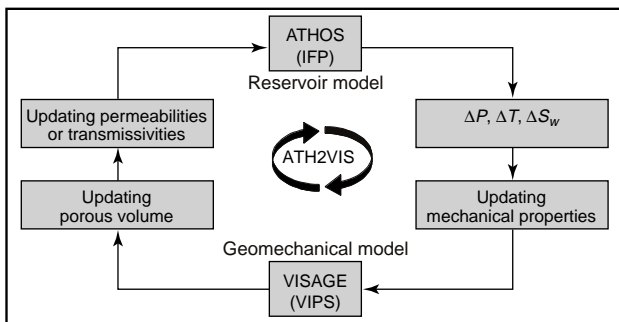 ATHOS
(IFP)
Reservoir model
Updating permeabilities
or transmissivities
ΔP, ΔT, ΔS_w
ATH2VIS
Updating
porous volume
Updating
mechanical properties
Geomechanical model
VISAGE
(VIPS)